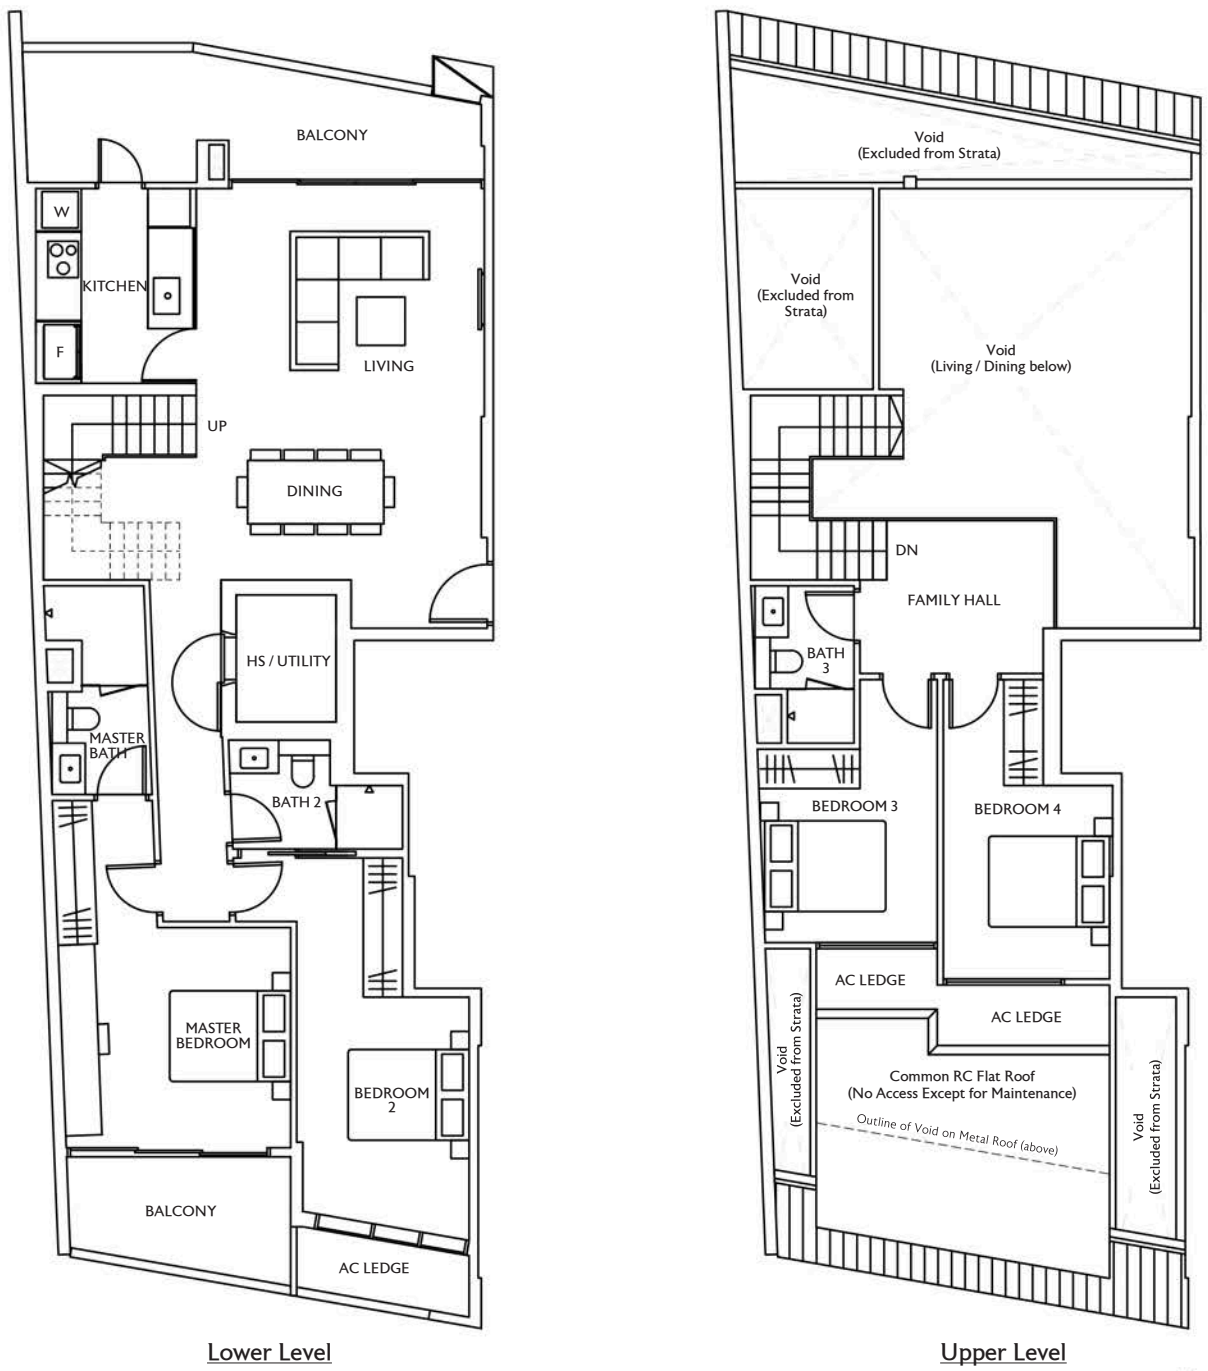 BALCONY
W
KITCHEN
F
LIVING
UP
DINING
HS / UTILITY
MASTER
BATH
BATH 2
MASTER
BEDROOM
BEDROOM
2
BALCONY
AC LEDGE
Lower Level
Void
(Excluded from Strata)
Void
(Excluded from
Strata)
Void
(Living / Dining below)
DN
FAMILY HALL
BATH
3
BEDROOM 3
BEDROOM 4
AC LEDGE
AC LEDGE
Void
(Excluded from Strata)
Common RC Flat Roof
(No Access Except for Maintenance)
Outline of Void on Metal Roof (above)
Void
(Excluded from Strata)
Upper Level